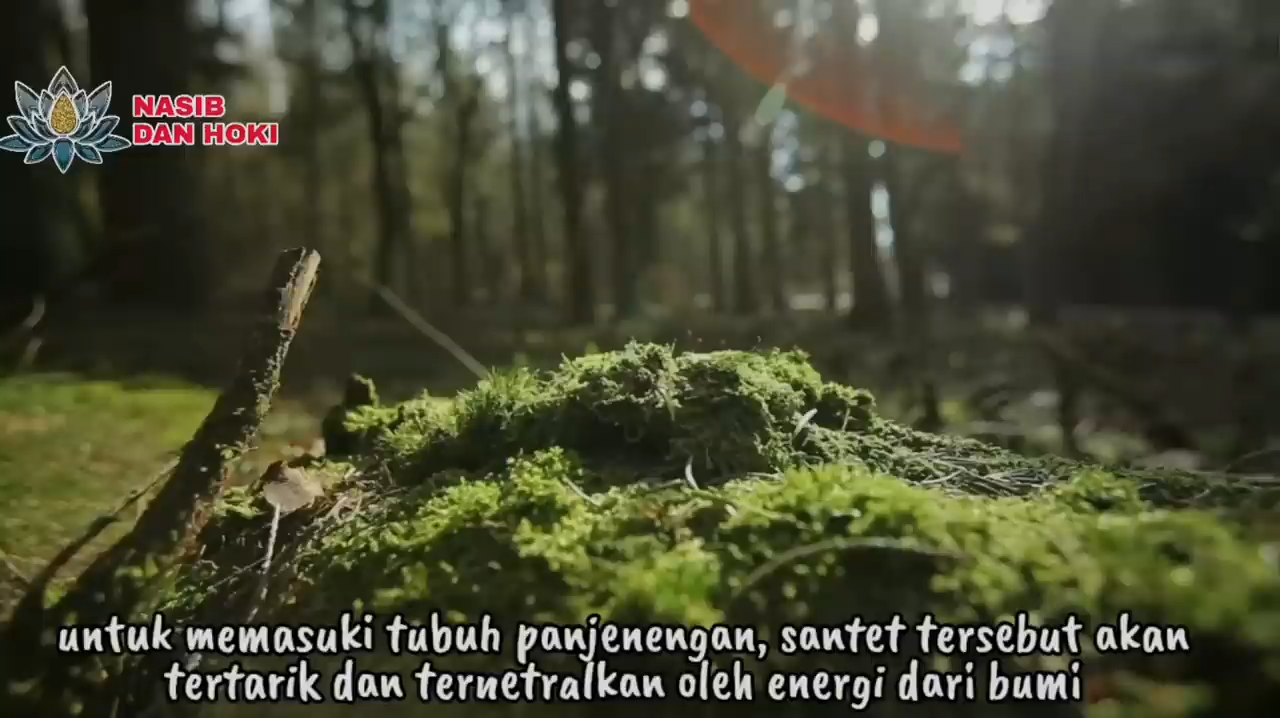 NASIB
DAN HOKI
untuk memasuki tubuh panjenengan, santet tersebut akan
tertarik dan ternetralkan oleh energi dari bumi